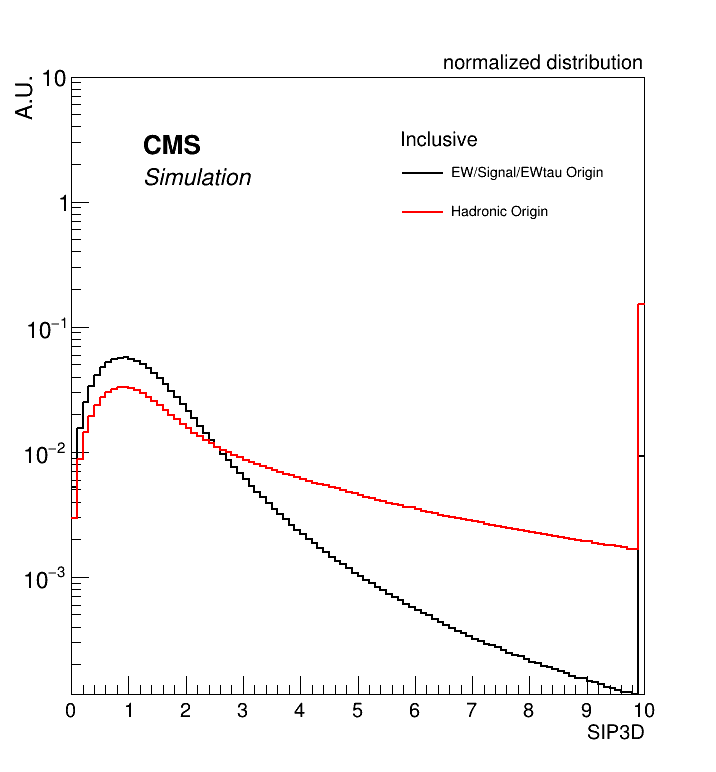 normalized distribution
A.U.
10
CMS
Inclusive
Simulation
EW/Signal/EWtau Origin
1
Hadronic Origin
10−1
10−2
10−3
0 1 2 3 4 5 6 7 8 9 10
SIP3D